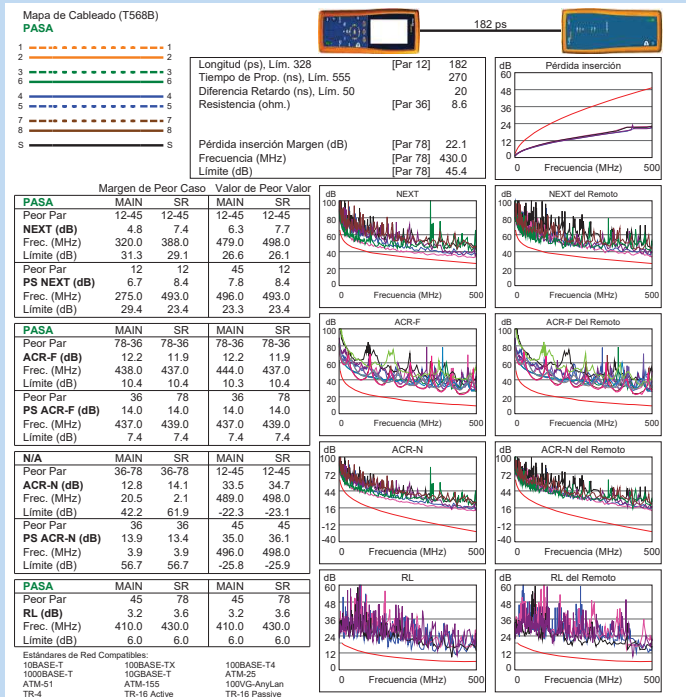 Mapa de Cableado (T568B)
PASA
1 1
2 2
3 3
6 6
4 4
5 5
7 7
8 8
S S
182 ps
Longitud (ps), Lím. 328 [Par 12] 182
Tiempo de Prop. (ns), Lím. 555 270
Diferencia Retardo (ns), Lím. 50 20
Resistencia (ohm.) [Par 36] 8.6
Pérdida inserción Margen (dB) [Par 78] 22.1
Frecuencia (MHz) [Par 78] 430.0
Límite (dB) [Par 78] 45.4
dB Pérdida inserción
60
48
36
24
12
0
0 Frecuencia (MHz) 500
Margen de Peor Caso Valor de Peor Valor
PASA MAIN SR MAIN SR
Peor Par 12-45 12-45 12-45 12-45
NEXT (dB) 4.8 7.4 6.3 7.7
Frec. (MHz) 320.0 388.0 479.0 498.0
Límite (dB) 31.3 29.1 26.6 26.1
Peor Par 12 12 45 12
PS NEXT (dB) 6.7 8.4 7.8 8.4
Frec. (MHz) 275.0 493.0 496.0 493.0
Límite (dB) 29.4 23.4 23.3 23.4
PASA MAIN SR MAIN SR
Peor Par 78-36 78-36 78-36 78-36
ACR-F (dB) 12.2 11.9 12.2 11.9
Frec. (MHz) 438.0 437.0 444.0 437.0
Límite (dB) 10.4 10.4 10.3 10.4
Peor Par 36 78 36 78
PS ACR-F (dB) 14.0 14.0 14.0 14.0
Frec. (MHz) 437.0 439.0 437.0 439.0
Límite (dB) 7.4 7.4 7.4 7.4
N/A MAIN SR MAIN SR
Peor Par 36-78 36-78 12-45 12-45
ACR-N (dB) 12.8 14.1 33.5 34.7
Frec. (MHz) 20.5 2.1 489.0 498.0
Límite (dB) 42.2 61.9 -22.3 -23.1
Peor Par 36 36 45 45
PS ACR-N (dB) 13.9 13.4 35.0 36.1
Frec. (MHz) 3.9 3.9 496.0 498.0
Límite (dB) 56.7 56.7 -25.8 -25.9
PASA MAIN SR MAIN SR
Peor Par 45 78 45 78
RL (dB) 3.2 3.6 3.2 3.6
Frec. (MHz) 410.0 430.0 410.0 430.0
Límite (dB) 6.0 6.0 6.0 6.0
Estándares de Red Compatibles:
10BASE-T 100BASE-TX 100BASE-T4
1000BASE-T 10GBASE-T ATM-25
ATM-51 ATM-155 100VG-AnyLan
TR-4 TR-16 Active TR-16 Passive
dB NEXT
100
80
60
40
20
0
0 Frecuencia (MHz) 500
dB NEXT del Remoto
100
80
60
40
20
0
0 Frecuencia (MHz) 500
dB ACR-F
100
80
60
40
20
0
0 Frecuencia (MHz) 500
dB ACR-F Del Remoto
100
80
60
40
20
0
0 Frecuencia (MHz) 500
dB ACR-N
100
72
44
16
-12
-40
0 Frecuencia (MHz) 500
dB ACR-N del Remoto
100
72
44
16
-12
-40
0 Frecuencia (MHz) 500
dB RL
60
48
36
24
12
0
0 Frecuencia (MHz) 500
dB RL del Remoto
60
48
36
24
12
0
0 Frecuencia (MHz) 500